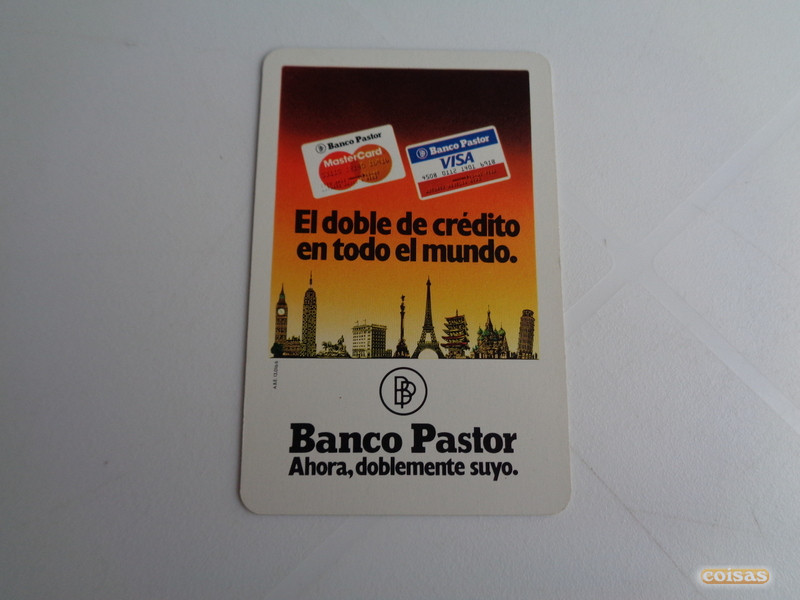 Banco Pastor
MasterCard
Banco Pastor
VISA
El doble de crédito
en todo el mundo.
BP
Banco Pastor
Ahora, doblemente suyo.
coisas